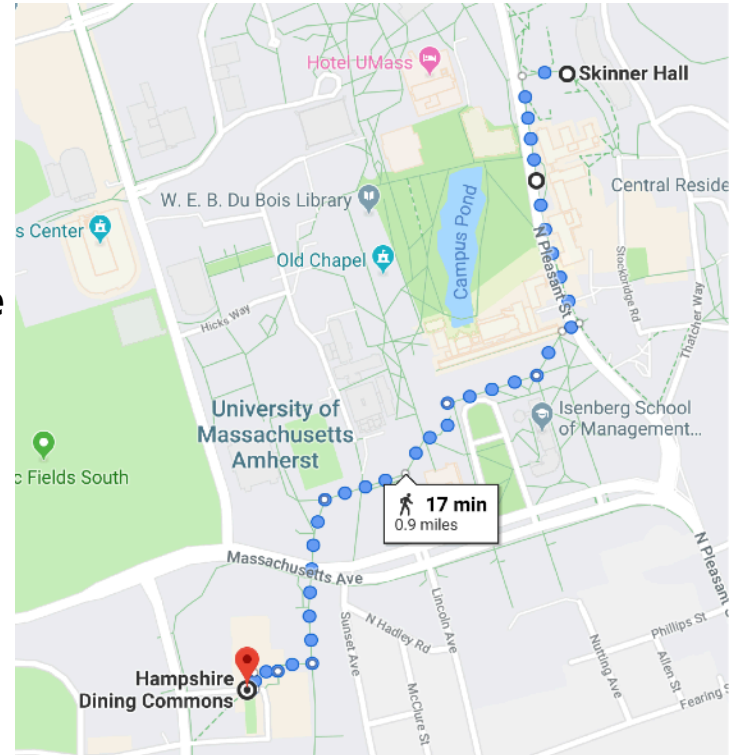 Hotel UMass
Skinner Hall
W. E. B. Du Bois Library
Central Reside
s Center
Old Chapel
Campus Pond
N Pleasant St
Stockbridge Rd
Thatcher Way
e
Hicks Way
University of
Massachusetts
Amherst
Isenberg School
of Management...
c Fields South
17 min
0.9 miles
Massachusetts Ave
N Pleasant S
Lincoln Ave
Sunset Ave
N Hadley Rd
Phillips St
Nutting Ave
Allen St
Fearing S
McClure St
Hampshire
Dining Commons